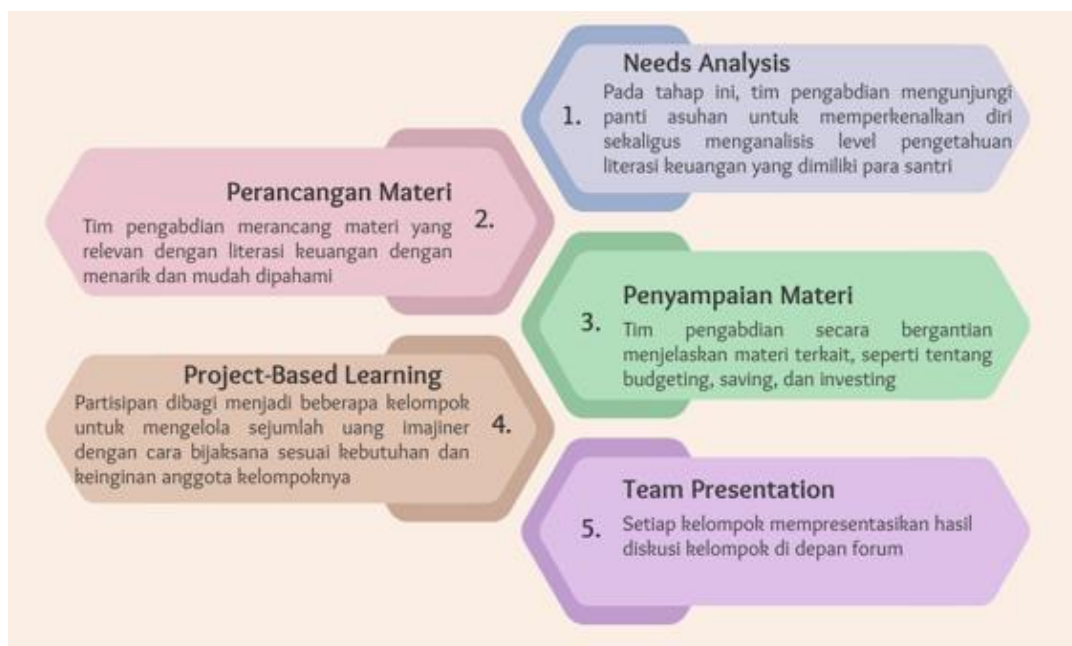 Needs Analysis
1.
Pada tahap ini, tim pengabdian mengunjungi
panti asuhan untuk memperkenalkan diri
sekaligus menganalisis level pengetahuan
literasi keuangan yang dimiliki para santri
Perancangan Materi
2.
Tim pengabdian merancang materi yang
relevan dengan literasi keuangan dengan
menarik dan mudah dipahami
Penyampaian Materi
3.
Tim pengabdian secara bergantian
menjelaskan materi terkait, seperti tentang
budgeting, saving, dan investing
Project-Based Learning
4.
Partisipan dibagi menjadi beberapa kelompok
untuk mengelola sejumlah uang imajiner
dengan cara bijaksana sesuai kebutuhan dan
keinginan anggota kelompoknya
Team Presentation
5.
Setiap kelompok mempresentasikan hasil
diskusi kelompok di depan forum